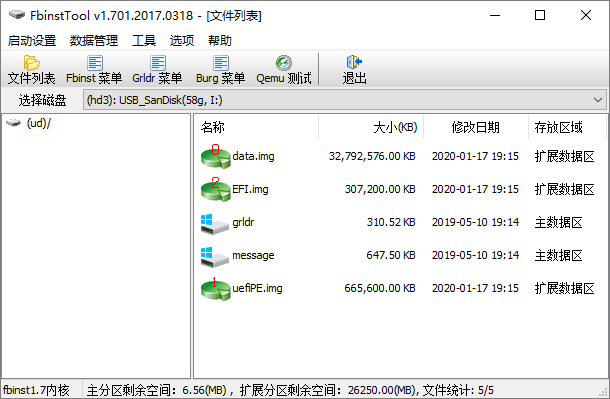 FbinstTool v1.701.2017.0318 - [文件列表]
启动设置 数据管理 工具 选项 帮助
文件列表 Fbinst 菜单 Grldr 菜单 Burg 菜单 Qemu 测试 退出
选择磁盘 (hd3): USB_SanDisk(58g, I:)
(ud)/
名称 大小(KB) 修改日期 存放区域
0 data.img 32,792,576.00 KB 2020-01-17 19:15 扩展数据区
2 EFI.img 307,200.00 KB 2020-01-17 19:15 扩展数据区
grldr 310.52 KB 2019-05-10 19:14 主数据区
message 647.50 KB 2019-05-10 19:14 主数据区
1 uefiPE.img 665,600.00 KB 2020-01-17 19:15 扩展数据区
fbinst1.7内核 主分区剩余空间：6.56(MB) , 扩展分区剩余空间：26250.00(MB), 文件统计: 5/5